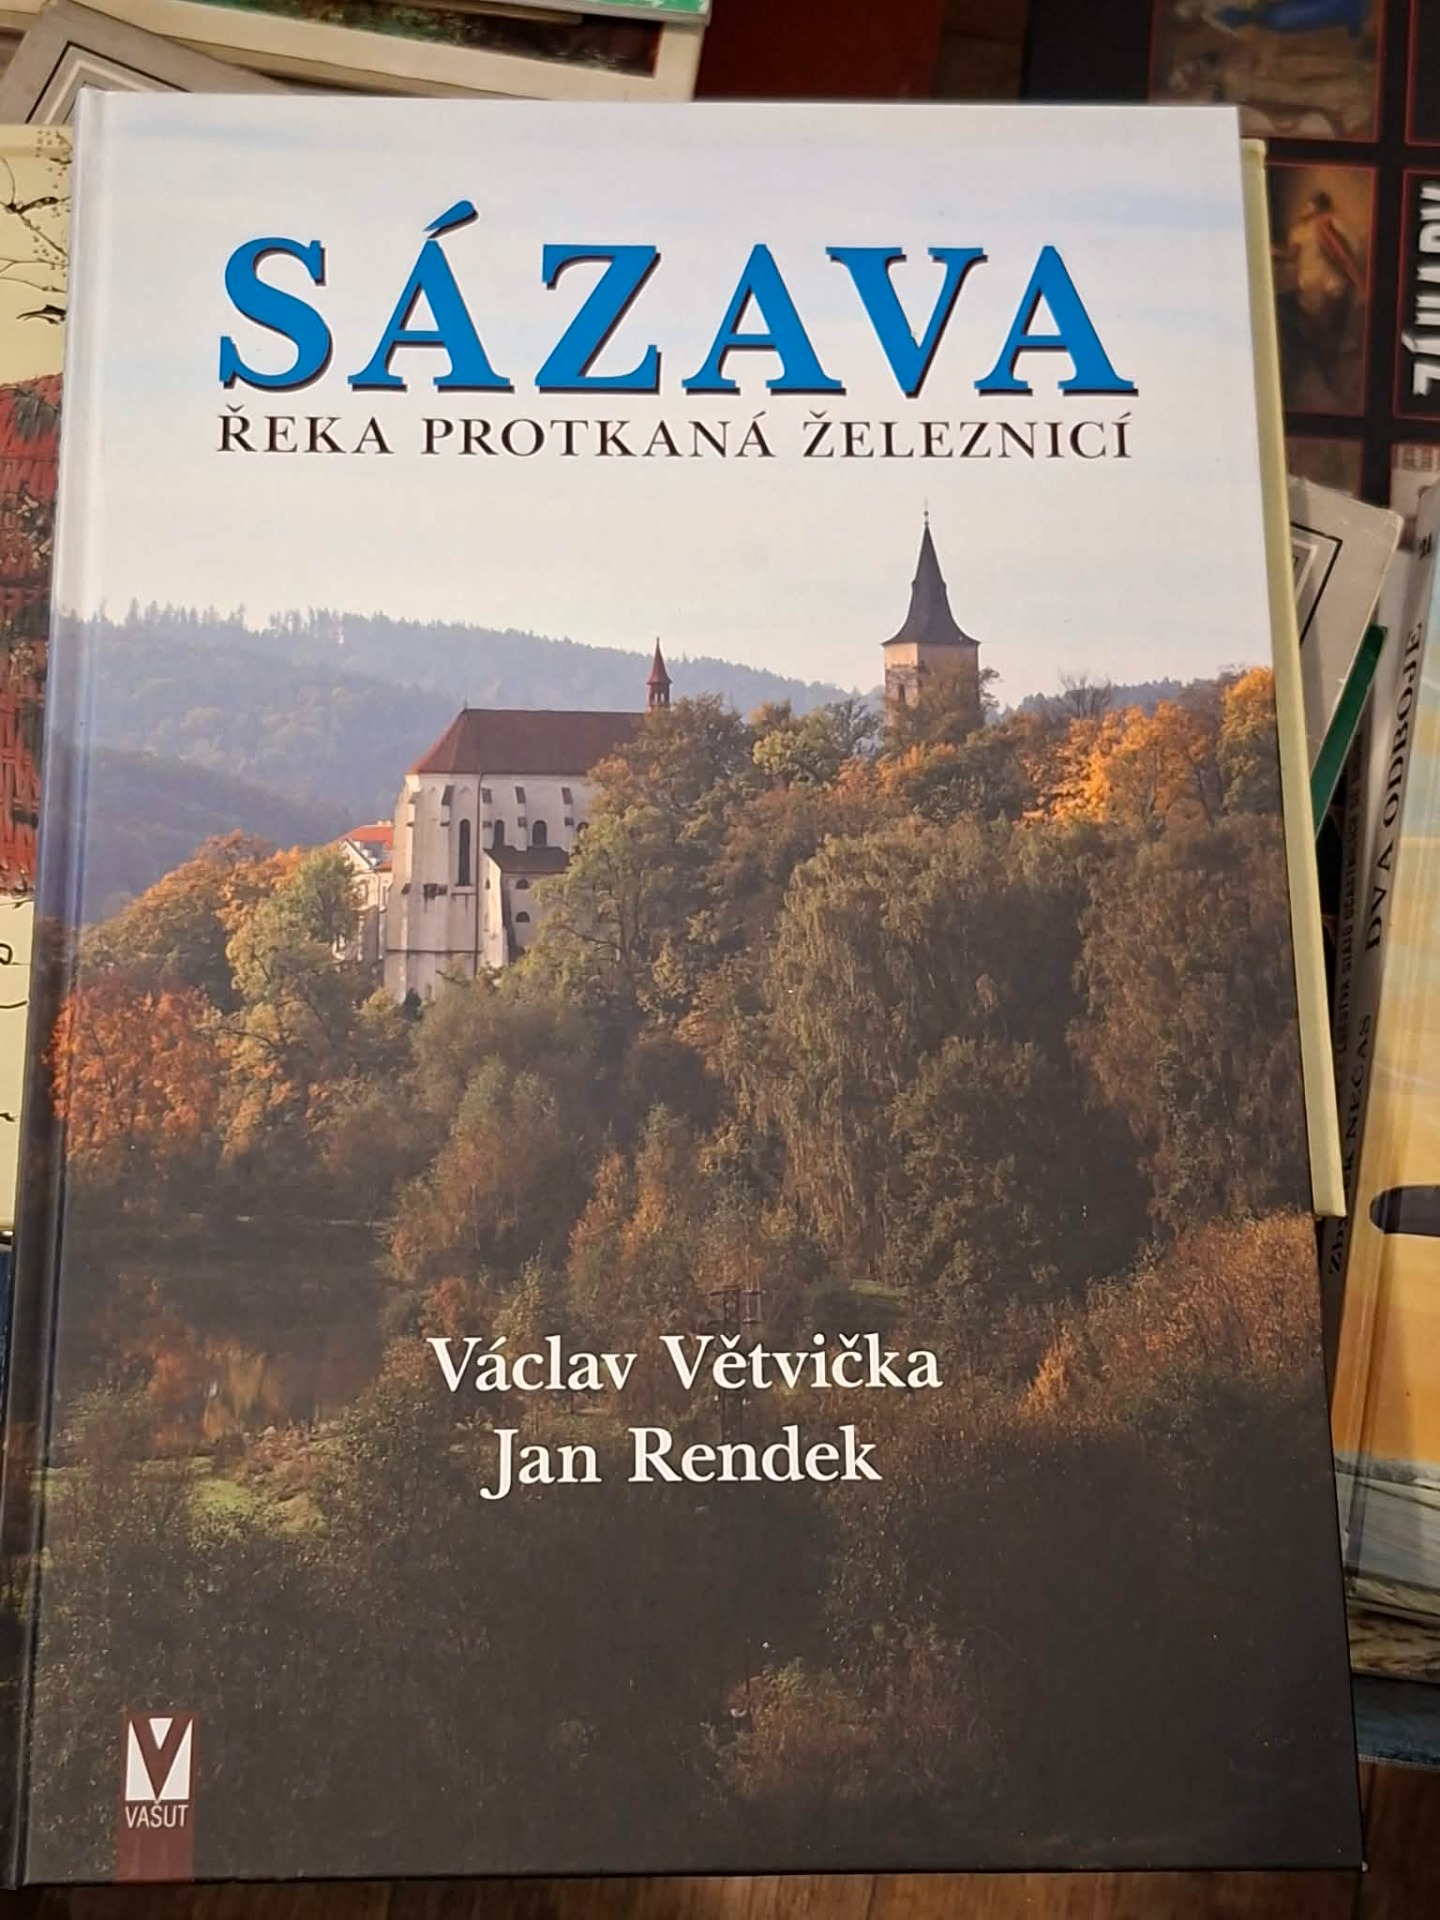 SÁZAVA
ŘEKA PROTKANÁ ŽELEZNICÍ
Václav Větvička
Jan Rendek
VAŠUT
DVA ODBOJE